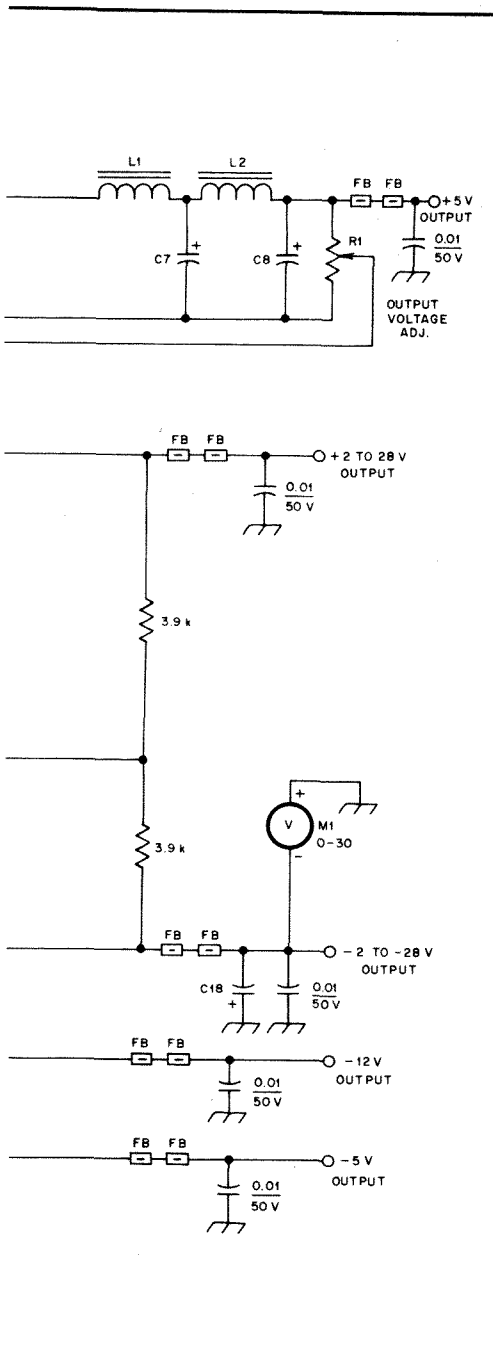 L1
L2
FB FB
+5 V
OUTPUT
C7
+
C8
+
R1
0.01
50 V
OUTPUT
VOLTAGE
ADJ.
FB FB
+2 TO 28 V
OUTPUT
0.01
50 V
3.9 k
+
V
M1
0-30
-
3.9 k
FB FB
-2 TO -28 V
OUTPUT
C18
+
0.01
50 V
FB FB
-12 V
OUTPUT
0.01
50 V
FB FB
-5 V
OUTPUT
0.01
50 V